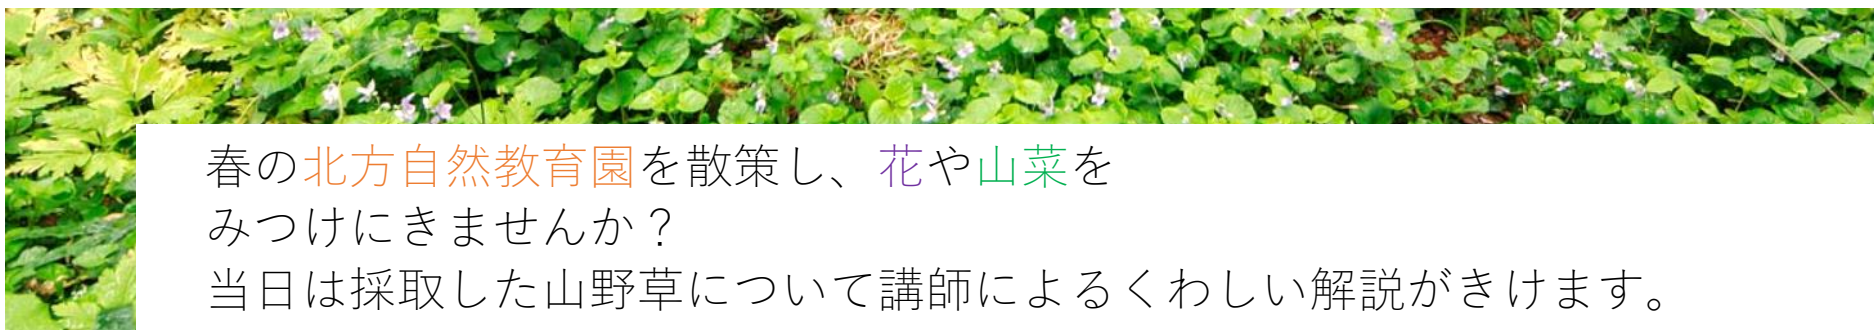 春の北方自然教育園を散策し、花や山菜を
みつけにきませんか？
当日は採取した山野草について講師によるくわしい解説がきけます。